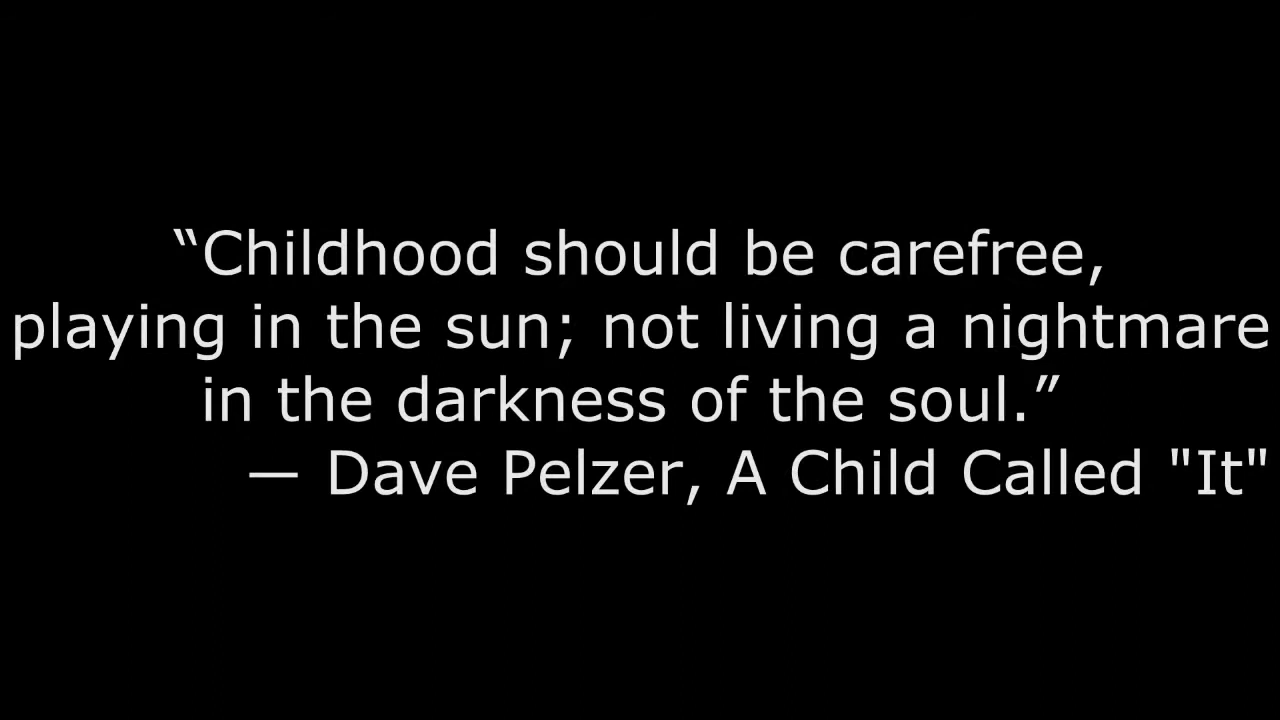 “Childhood should be carefree,
playing in the sun; not living a nightmare
in the darkness of the soul.”
— Dave Pelzer, A Child Called "It"